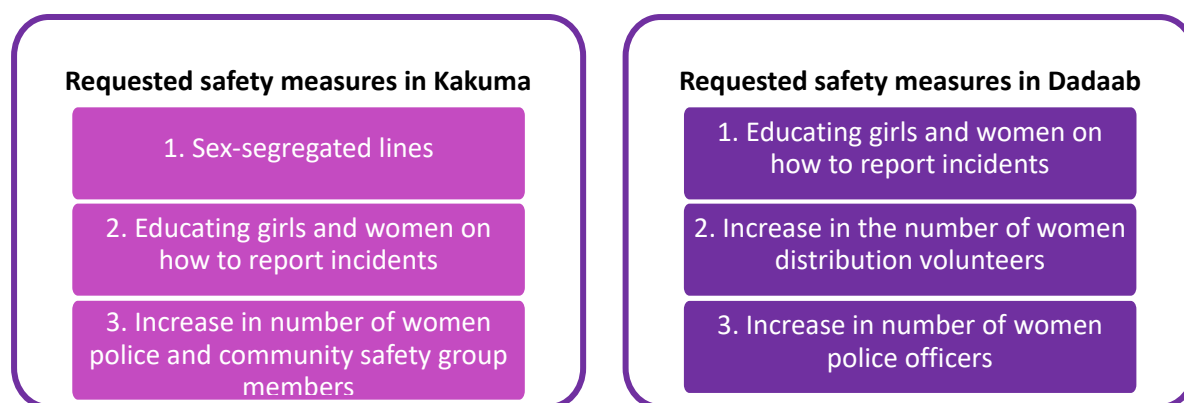 Requested safety measures in Kakuma
1. Sex-segregated lines
2. Educating girls and women on
how to report incidents
3. Increase in number of women
police and community safety group
members
Requested safety measures in Dadaab
1. Educating girls and women on
how to report incidents
2. Increase in the number of women
distribution volunteers
3. Increase in number of women
police officers